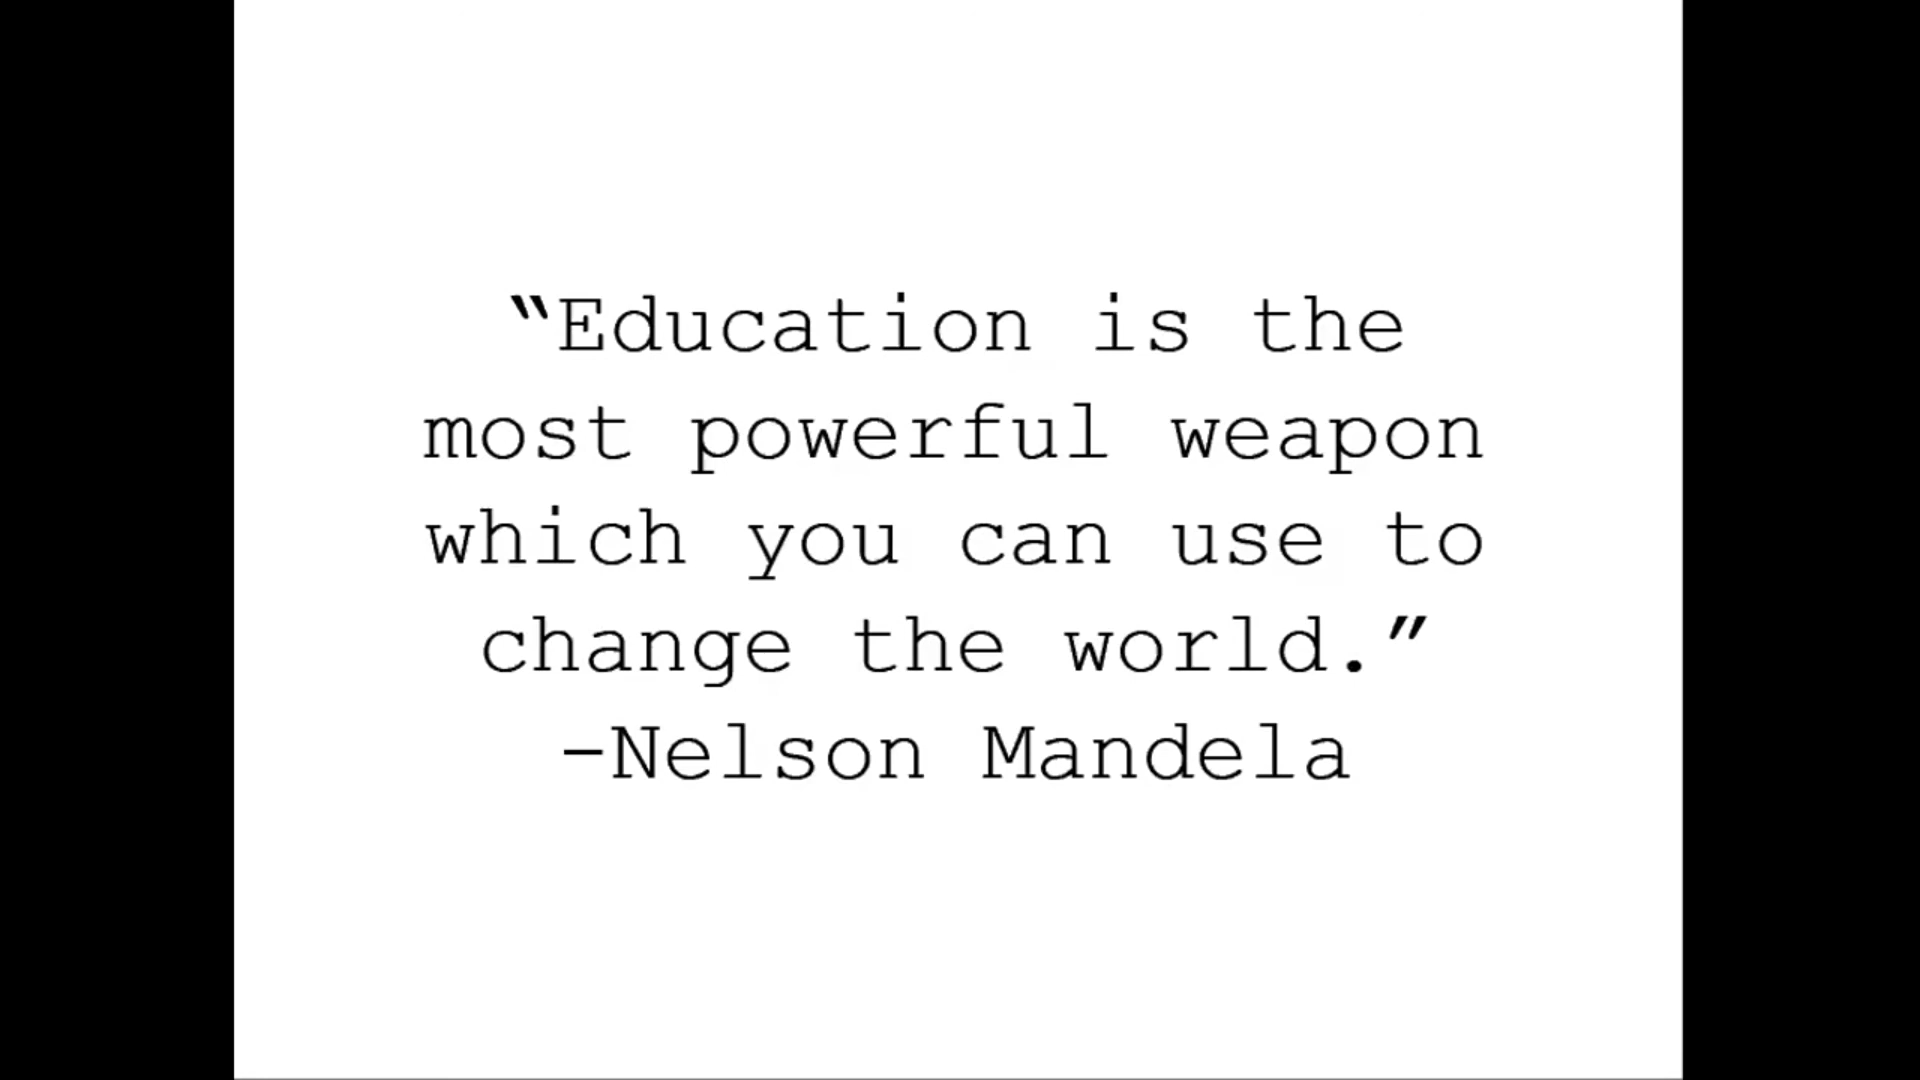 “Education is the
most powerful weapon
which you can use to
change the world.”
-Nelson Mandela